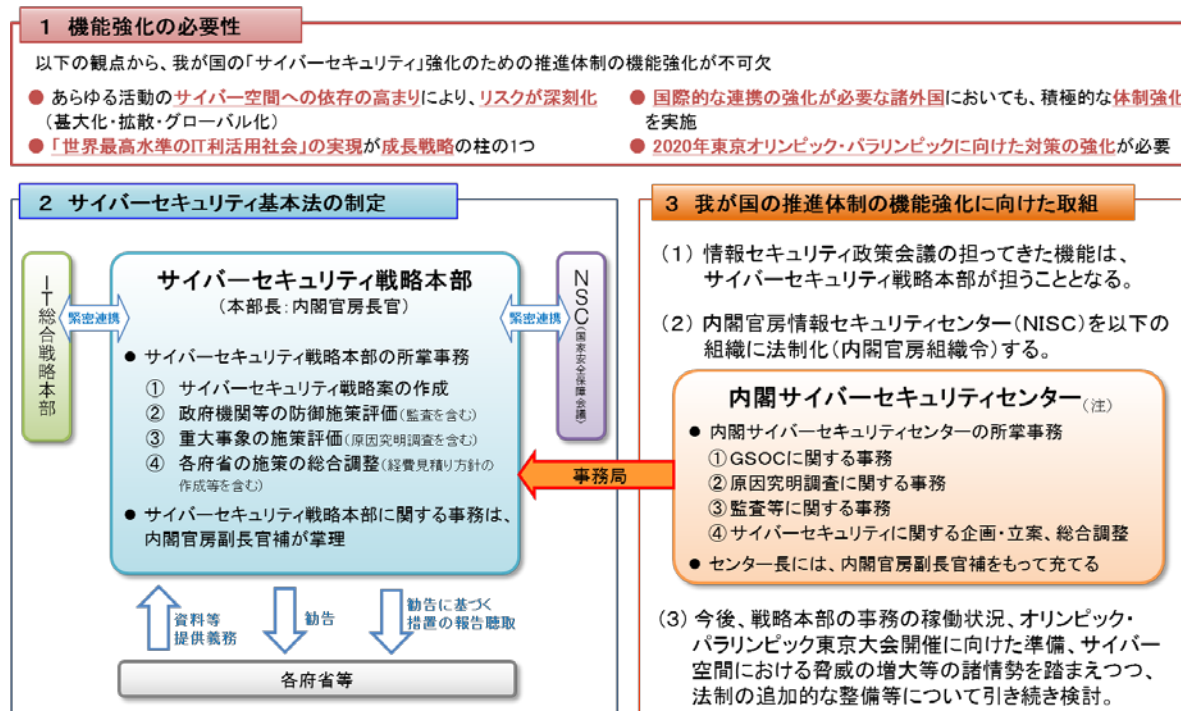 1 機能強化の必要性
以下の観点から、我が国の「サイバーセキュリティ」強化のための推進体制の機能強化が不可欠
● あらゆる活動のサイバー空間への依存の高まりにより、リスクが深刻化
(甚大化・拡散・グローバル化)
● 「世界最高水準のIT利活用社会」の実現が成長戦略の柱の1つ
● 国際的な連携の強化が必要な諸外国においても、積極的な体制強化
を実施
● 2020年東京オリンピック・パラリンピックに向けた対策の強化が必要
2 サイバーセキュリティ基本法の制定
IT総合戦略本部
緊密連携
サイバーセキュリティ戦略本部
(本部長:内閣官房長官)
● サイバーセキュリティ戦略本部の所掌事務
① サイバーセキュリティ戦略案の作成
② 政府機関等の防御施策評価(監査を含む)
③ 重大事象の施策評価(原因究明調査を含む)
④ 各府省の施策の総合調整(経費見積り方針の
作成等を含む)
● サイバーセキュリティ戦略本部に関する事務は、
内閣官房副長官補が掌理
緊密連携
NSC(国家安全保障会議)
資料等
提供義務
勧告
勧告に基づく
措置の報告聴取
各府省等
事務局
3 我が国の推進体制の機能強化に向けた取組
(1) 情報セキュリティ政策会議の担ってきた機能は、
サイバーセキュリティ戦略本部が担うこととなる。
(2) 内閣官房情報セキュリティセンター(NISC)を以下の
組織に法制化(内閣官房組織令)する。
内閣サイバーセキュリティセンター(注)
● 内閣サイバーセキュリティセンターの所掌事務
①GSOCに関する事務
②原因究明調査に関する事務
③監査等に関する事務
④サイバーセキュリティに関する企画・立案、総合調整
● センター長には、内閣官房副長官補をもって充てる
(3) 今後、戦略本部の事務の稼働状況、オリンピック・
パラリンピック東京大会開催に向けた準備、サイバー
空間における脅威の増大等の諸情勢を踏まえつつ、
法制の追加的な整備等について引き続き検討。